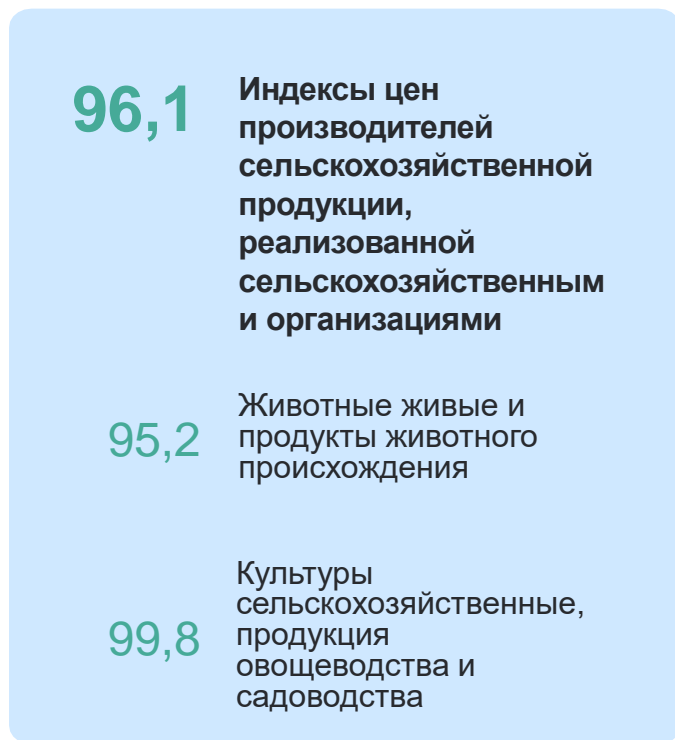 96,1
Индексы цен
производителей
сельскохозяйственной
продукции,
реализованной
сельскохозяйственным
и организациями
95,2
Животные живые и
продукты животного
происхождения
99,8
Культуры
сельскохозяйственные,
продукция
овощеводства и
садоводства